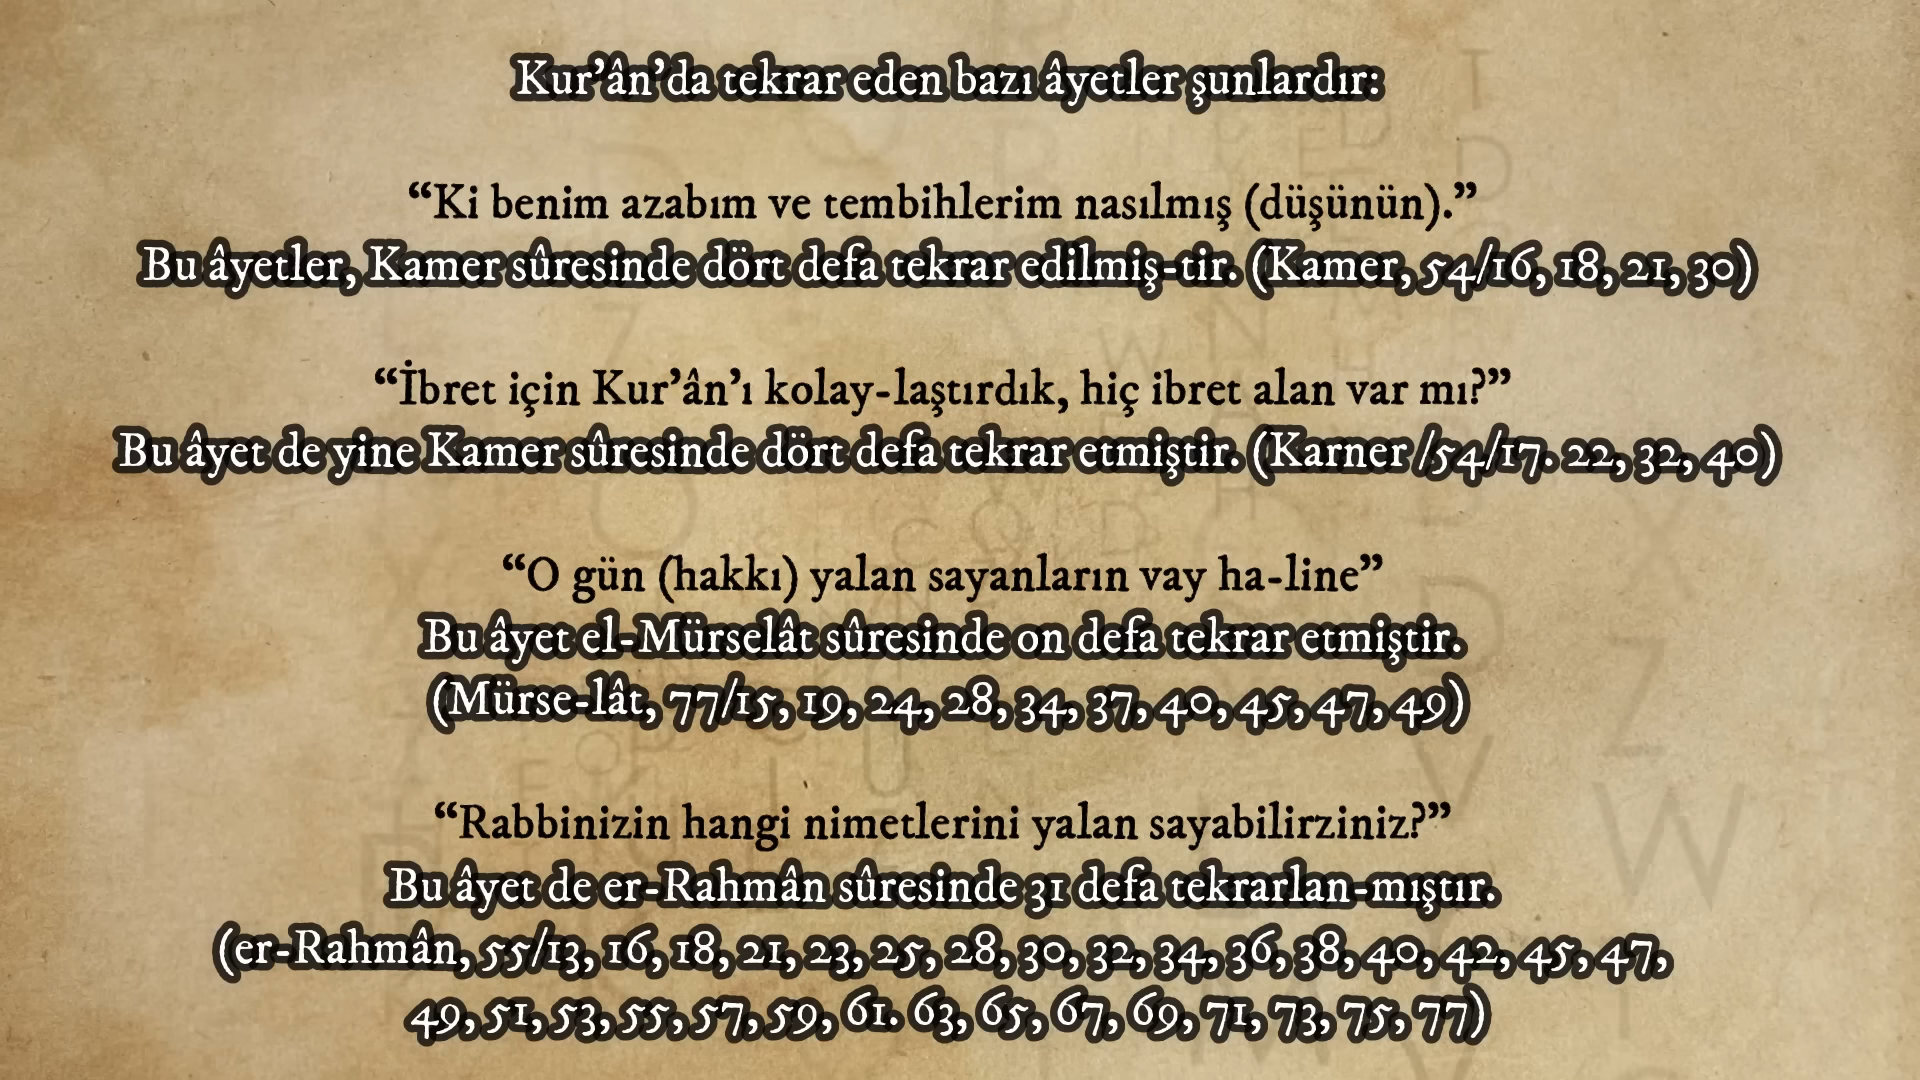 Kur’ân’da tekrar eden bazı âyetler şunlardır:
“Ki benim azabım ve tembihlerim nasılmış (düşünün).”
Bu âyetler, Kamer sûresinde dört defa tekrar edilmiş-tir. (Kamer, 54/16, 18, 21, 30)
“İbret için Kur’ân’ı kolay-laştırdık, hiç ibret alan var mı?”
Bu âyet de yine Kamer sûresinde dört defa tekrar etmiştir. (Karner /54/17. 22, 32, 40)
“O gün (hakkı) yalan sayanların vay ha-line”
Bu âyet el-Mürselât sûresinde on defa tekrar etmiştir.
(Mürse-lât, 77/15, 19, 24, 28, 34, 37, 40, 45, 47, 49)
“Rabbinizin hangi nimetlerini yalan sayabilirziniz?”
Bu âyet de er-Rahmân sûresinde 31 defa tekrarlan-mıştır.
(er-Rahmân, 55/13, 16, 18, 21, 23, 25, 28, 30, 32, 34, 36, 38, 40, 42, 45, 47,
49, 51, 53, 55, 57, 59, 61. 63, 65, 67, 69, 71, 73, 75, 77)